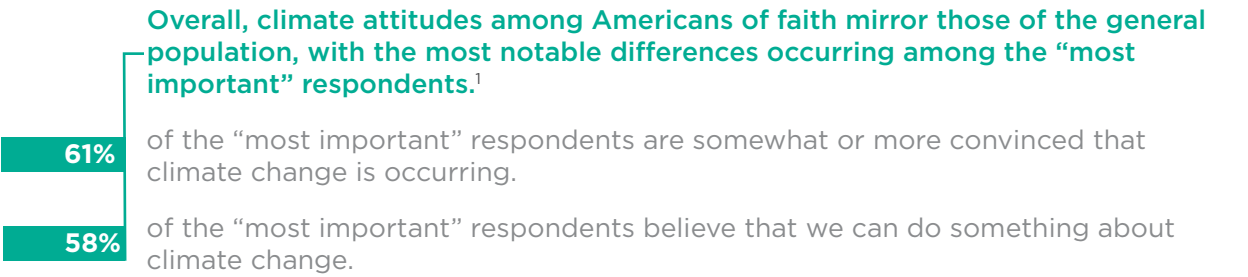 Overall, climate attitudes among Americans of faith mirror those of the general
population, with the most notable differences occurring among the “most
important” respondents.¹
61%
of the “most important” respondents are somewhat or more convinced that
climate change is occurring.
58%
of the “most important” respondents believe that we can do something about
climate change.